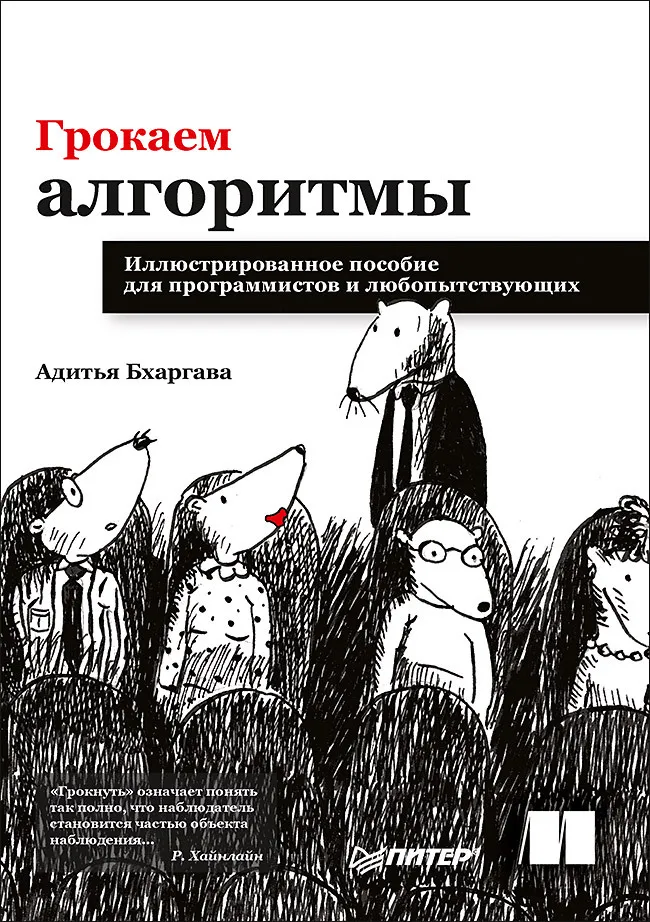 Грокаем
алгоритмы
Иллюстрированное пособие
для программистов и любопытствующих
Адитья Бхаргава
«Грокнуть» означает понять
так полно, что наблюдатель
становится частью объекта
наблюдения...
Р. Хайнлайн
ПИТЕР®